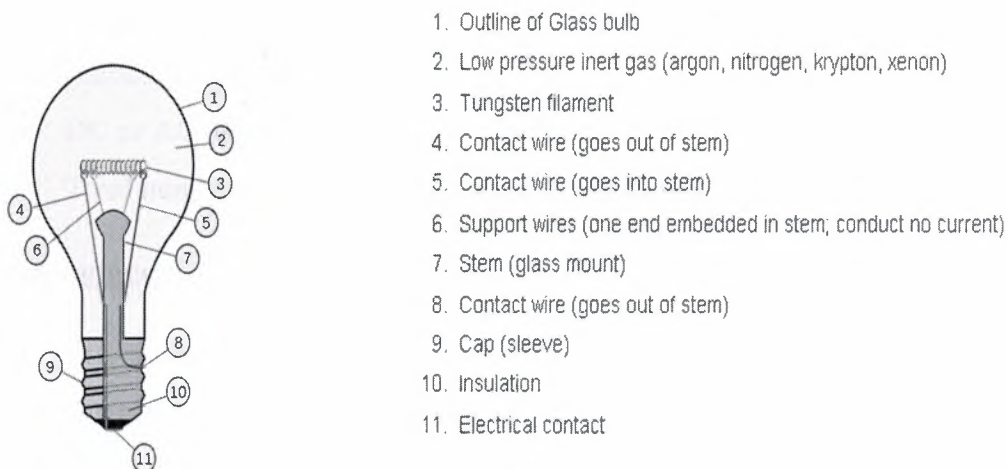 1. Outline of Glass bulb
2. Low pressure inert gas (argon, nitrogen, krypton, xenon)
3. Tungsten filament
4. Contact wire (goes out of stem)
5. Contact wire (goes into stem)
6. Support wires (one end embedded in stem; conduct no current)
7. Stem (glass mount)
8. Contact wire (goes out of stem)
9. Cap (sleeve)
10. Insulation
11. Electrical contact
1
2
3
4
5
6
7
8
9
10
11